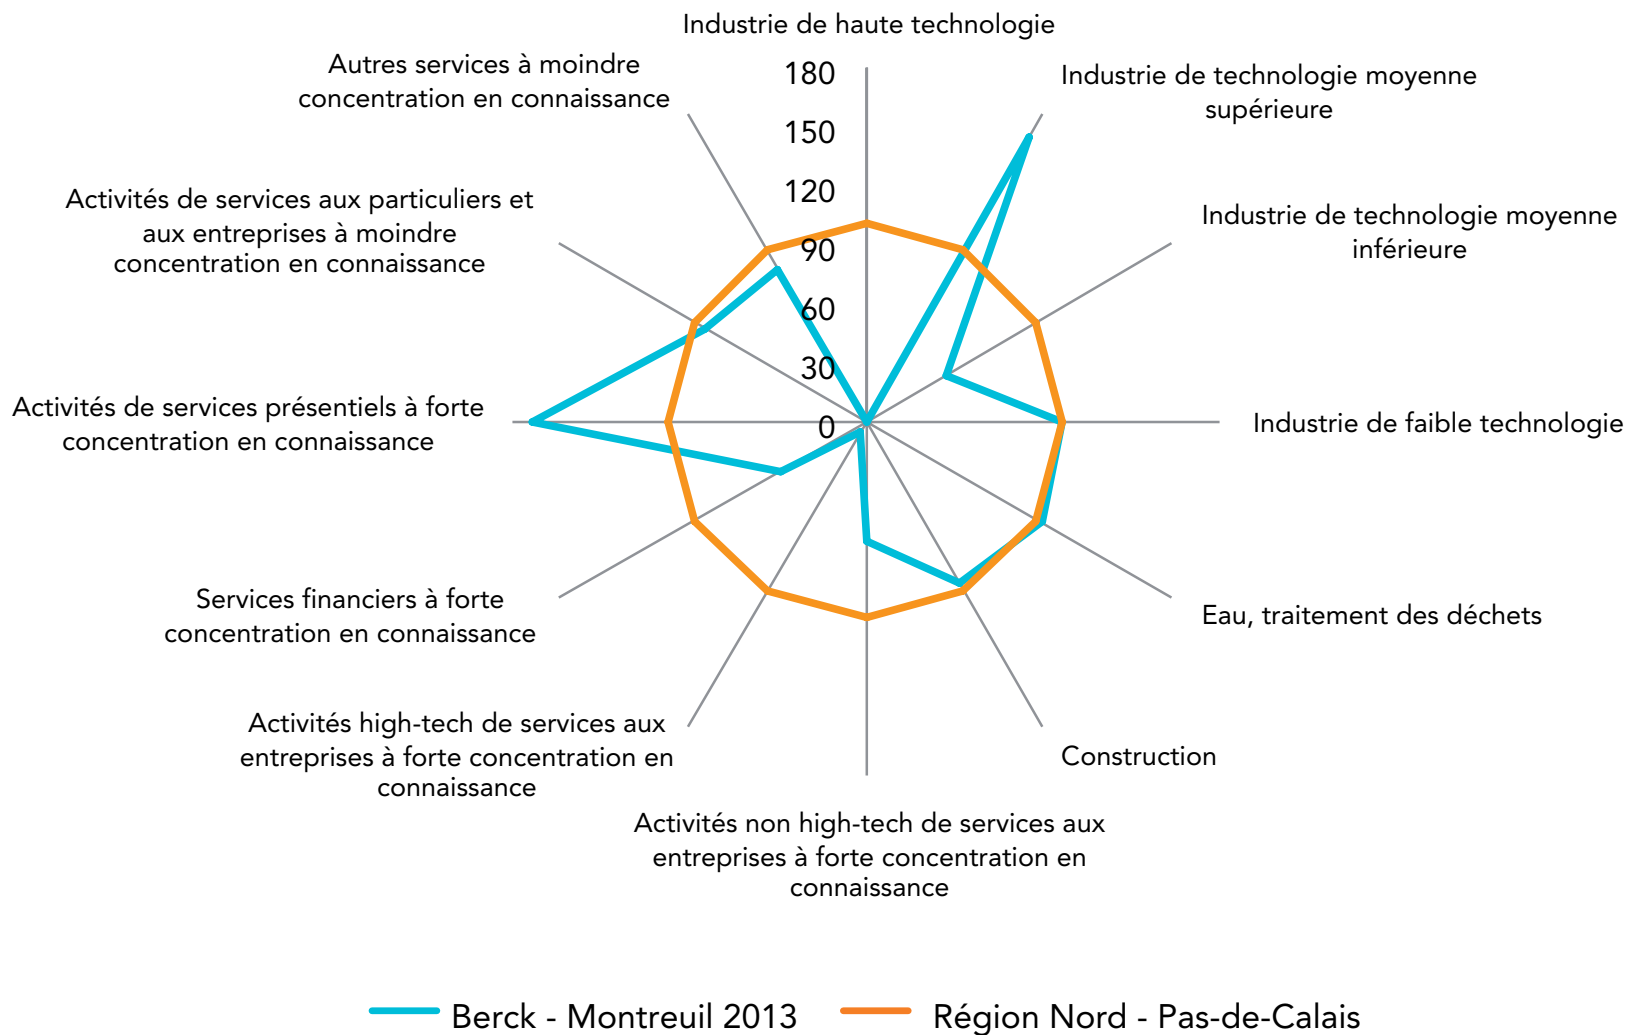 Industrie de haute technologie
Autres services à moindre
concentration en connaissance
Industrie de technologie moyenne
supérieure
180
150
120
90
60
30
0
Activités de services aux particuliers et
aux entreprises à moindre
concentration en connaissance
Industrie de technologie moyenne
inférieure
Activités de services présentiels à forte
concentration en connaissance
Industrie de faible technologie
Services financiers à forte
concentration en connaissance
Eau, traitement des déchets
Activités high-tech de services aux
entreprises à forte concentration en
connaissance
Construction
Activités non high-tech de services aux
entreprises à forte concentration en
connaissance
Berck - Montreuil 2013
Région Nord - Pas-de-Calais